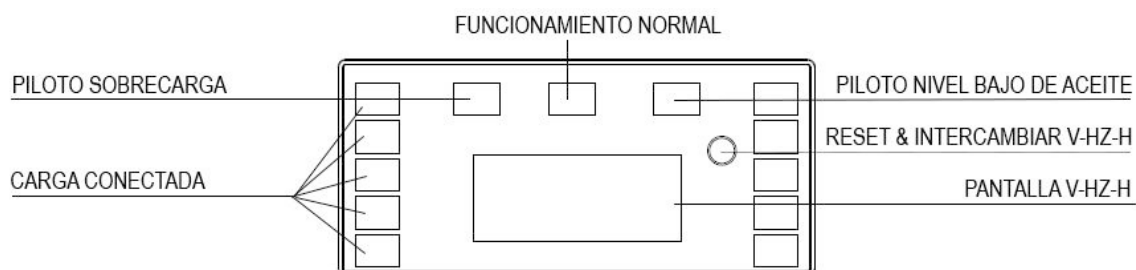 FUNCIONAMIENTO NORMAL
PILOTO SOBRECARGA
PILOTO NIVEL BAJO DE ACEITE
RESET & INTERCAMBIAR V-HZ-H
CARGA CONECTADA
PANTALLA V-HZ-H